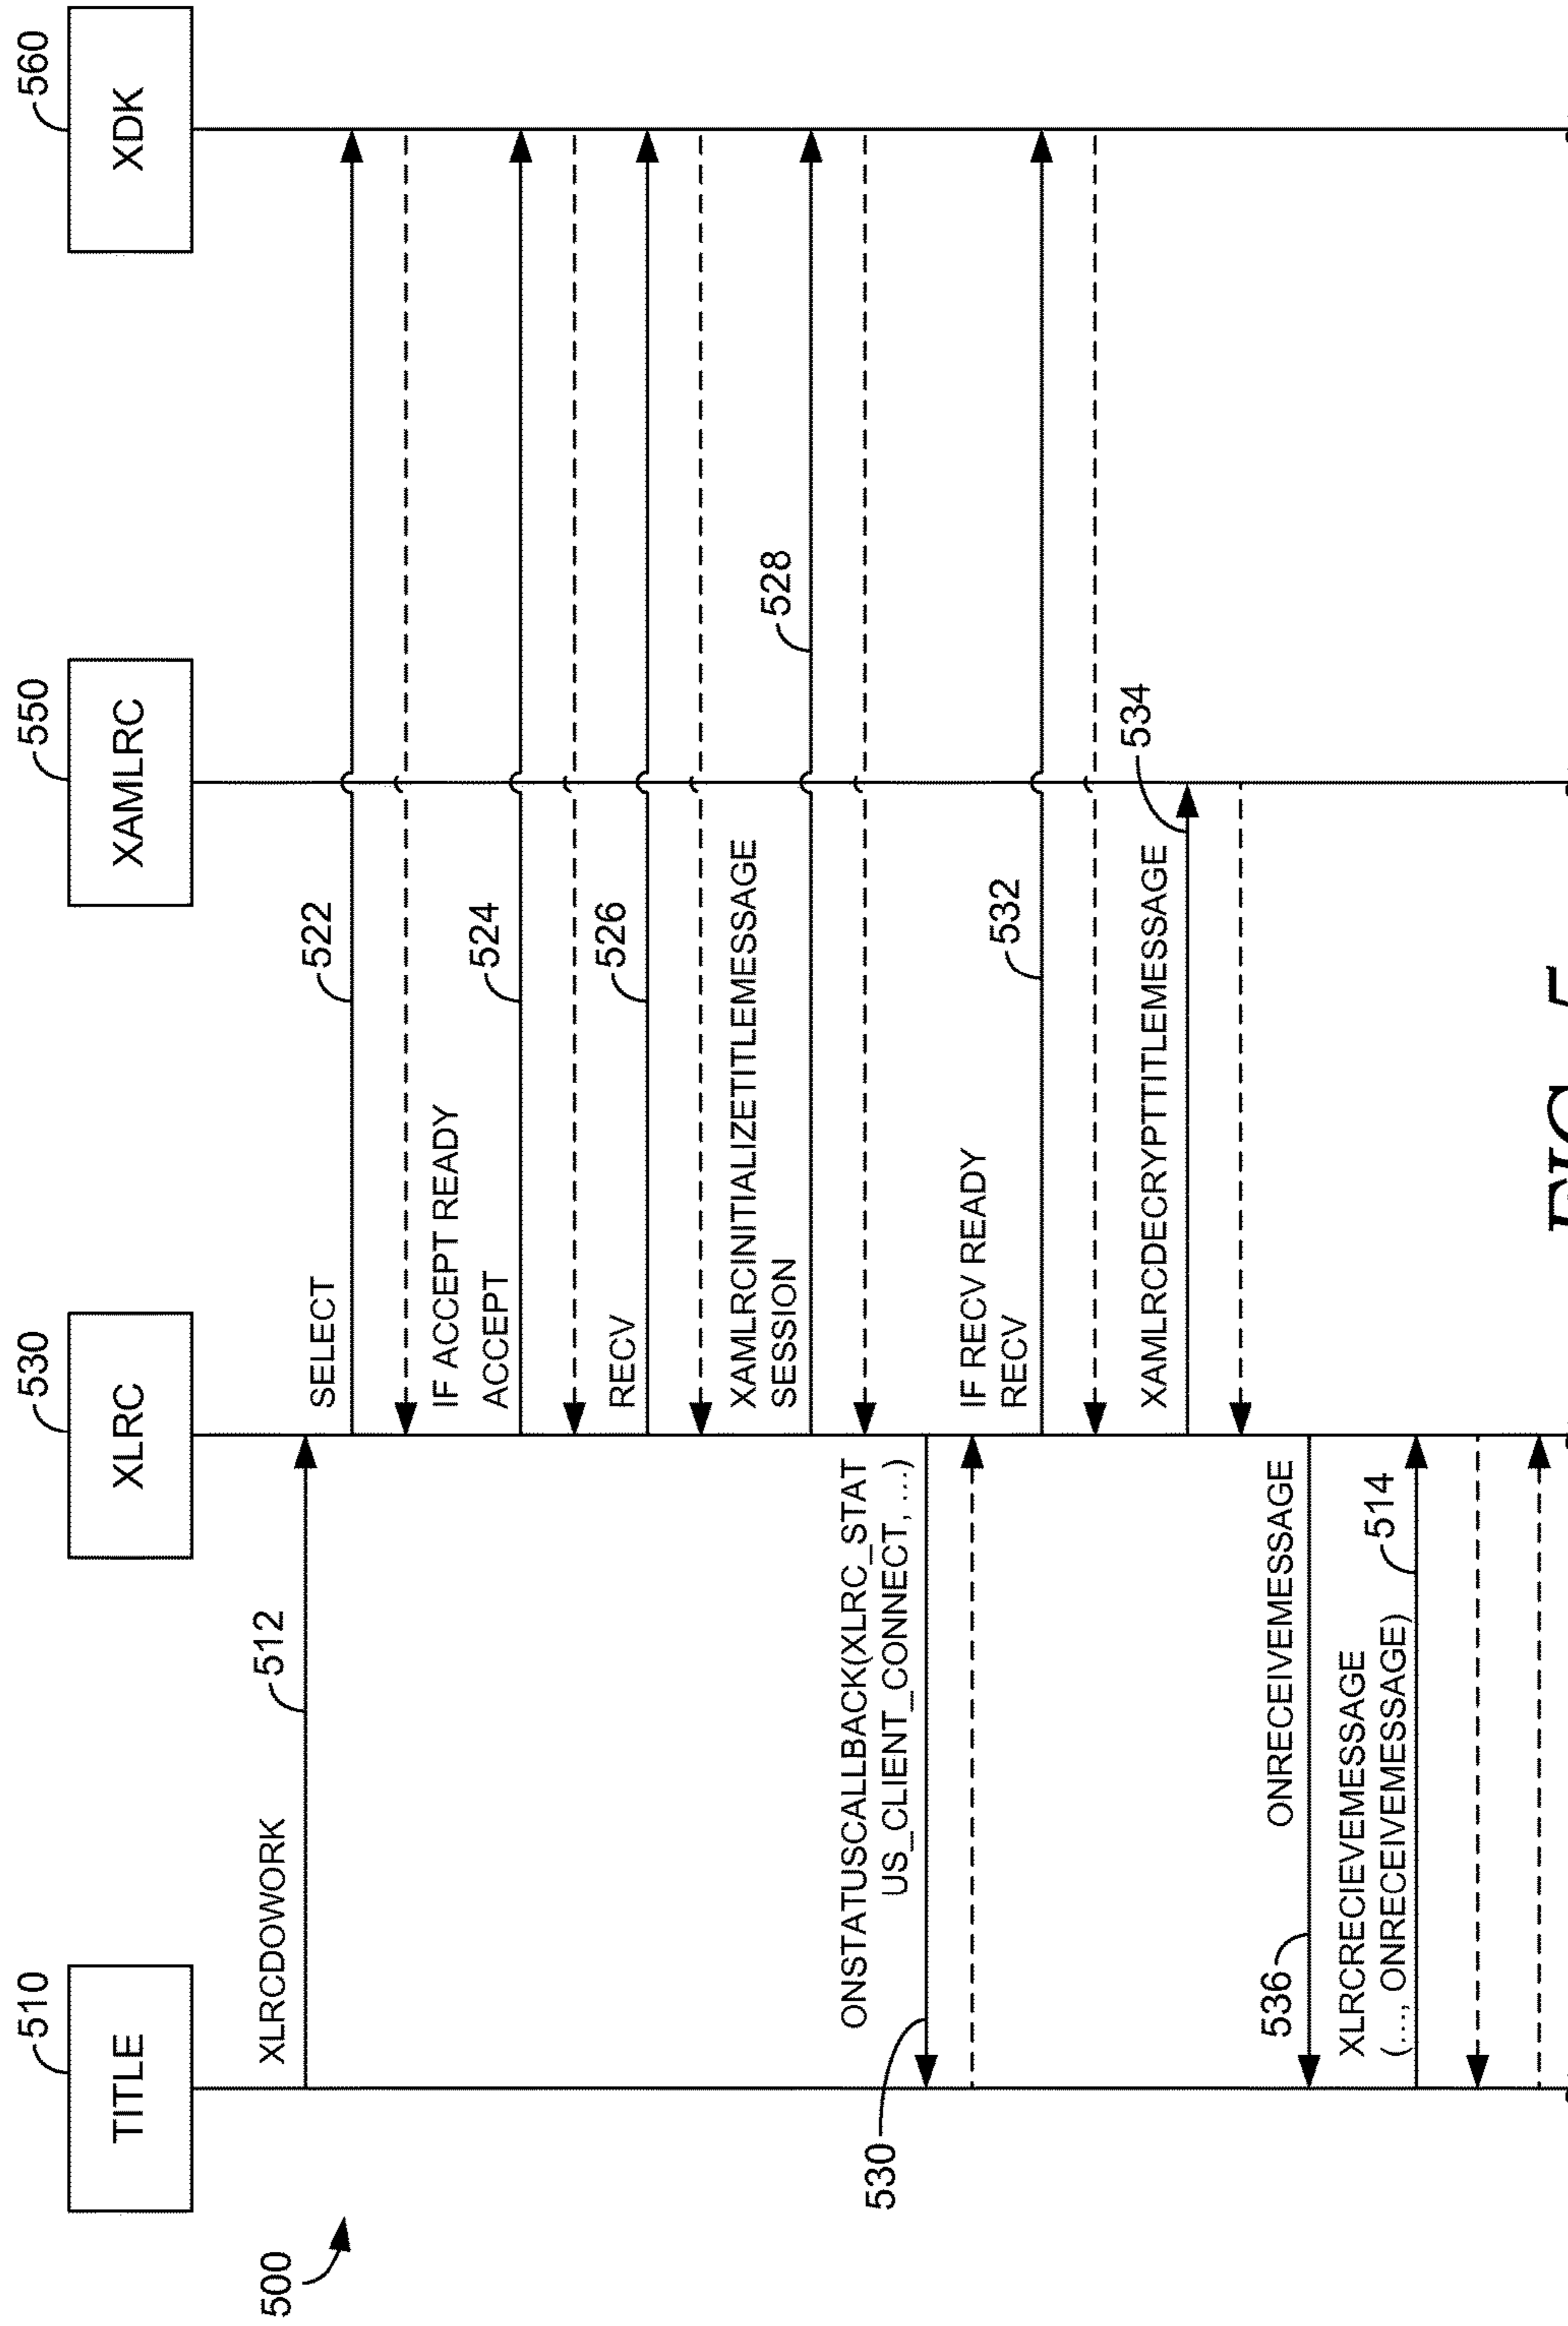 500
510
TITLE
530
XLRC
550
XAMLRC
560
XDK
XLRCDOWORK
512
SELECT
522
IF ACCEPT READY
ACCEPT
524
RECV
526
XAMLRCINITIALIZETITLEMESSAGE
SESSION
528
ONSTATUSCALLBACK(XLRC_STAT
US_CLIENT_CONNECT, ...)
530
IF RECV READY
RECV
532
XAMLRCDECRYPTTITLEMESSAGE
534
ONRECEIVEMESSAGE
536
XLRCRECIEVEMESSAGE
(..., ONRECEIVEMESSAGE)
514